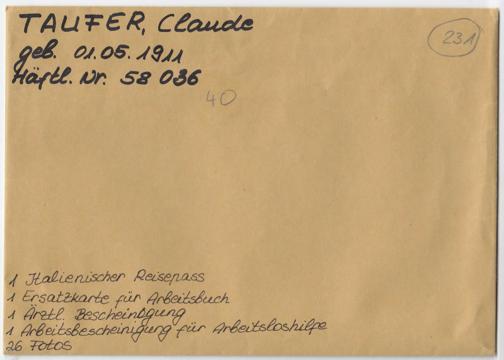 TAUFER, Claude
geb. 01.05.1911
Häftl. Nr. 58 036
231
40
1 Italienischer Reisepass
1 Ersatzkarte für Arbeitsbuch
1 Ärztl. Bescheinigung
1 Arbeitsbescheinigung für Arbeitsloshilfe
26 Fotos